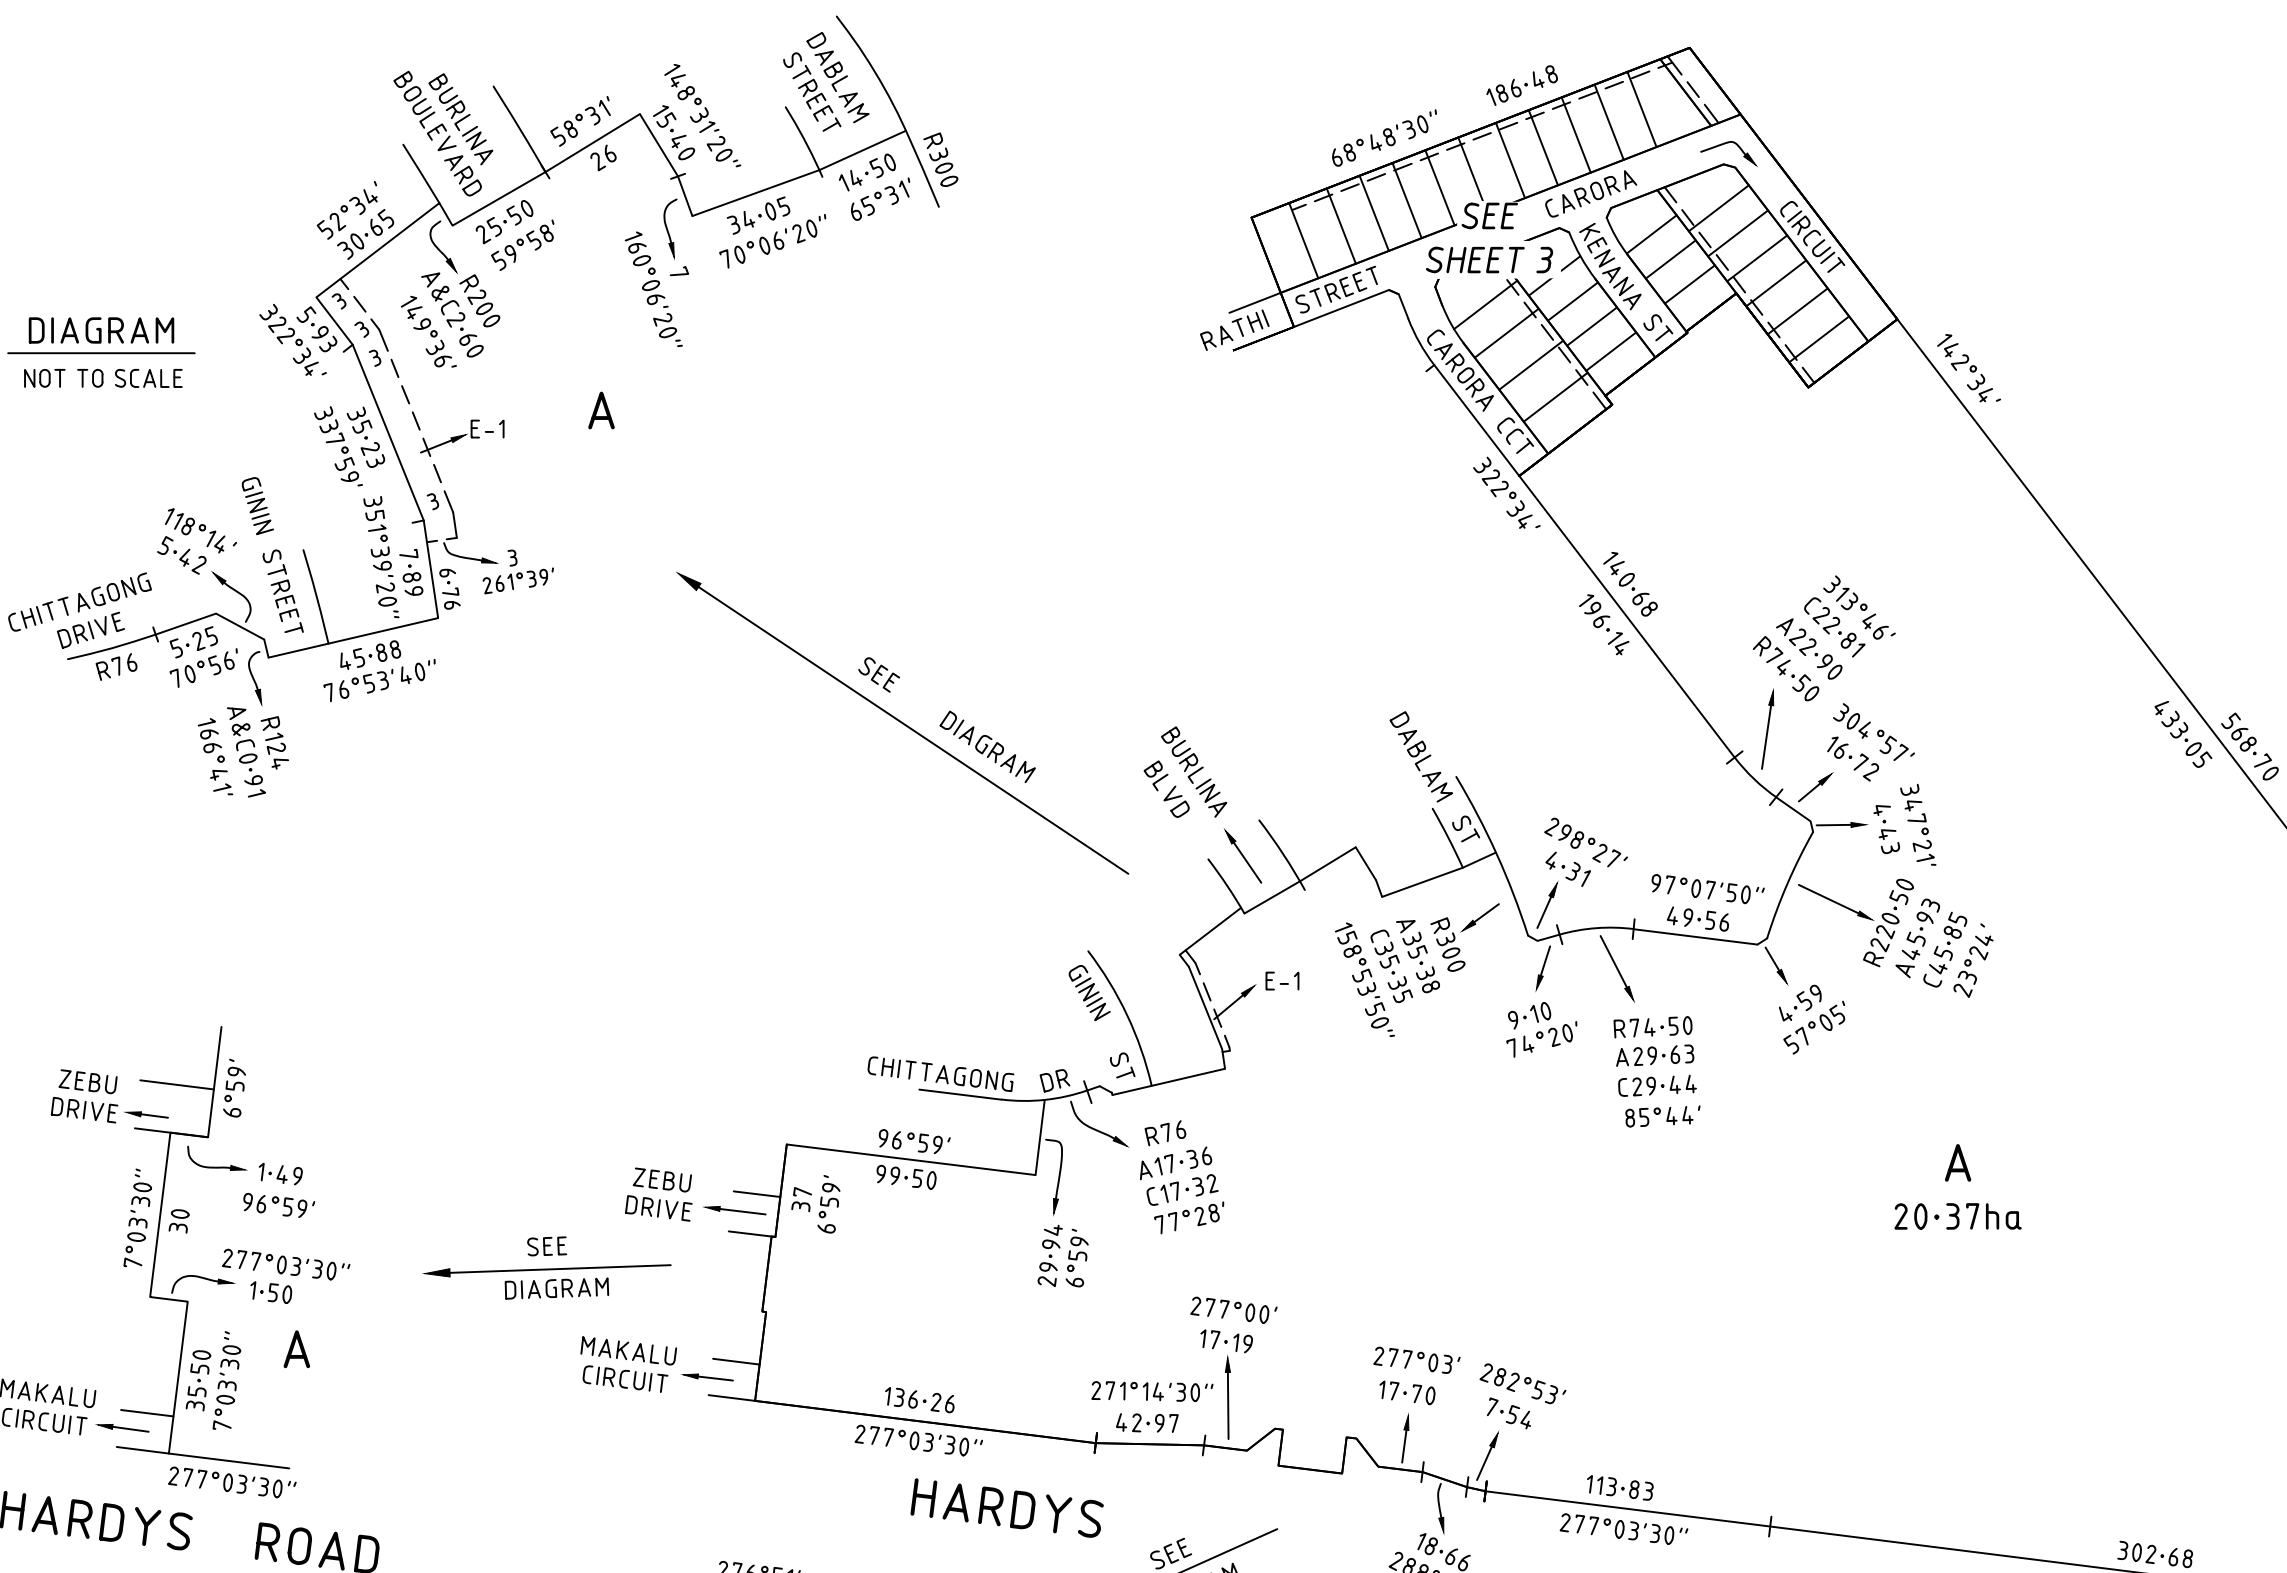 DIAGRAM
NOT TO SCALE
BURLINA
BOULEVARD
DABLAM
STREET
58°31'
26
148°31'20"
15·40
R300
14·50
65°31'
34·05
70°06'20"
7
160°06'20"
52°34'
30·65
25·50
59°58'
R200
A&C2·60
149°36'
3
3
3
5·93
322°34'
35·23
337°59'
E-1
A
3
351°39'20"
7·89
6·76
3
261°39'
118°14'
5·42
GININ STREET
CHITTAGONG
DRIVE
R76
5·25
70°56'
45·88
76°53'40"
R124
A&C0·91
166°41'
68°48'30"
186·48
SEE
SHEET 3
CARORA
CIRCUIT
RATHI STREET
KENANA ST
CARORA CCT
142°34'
322°34'
140·68
196·14
568·70
433·05
313°46'
C22·81
A22·90
R74·50
304°57'
16·72
347°21'
4·43
R220·50
A45·93
C45·85
23°24'
97°07'50"
49·56
4·59
57°05'
298°27'
4·31
9·10
74°20'
R74·50
A29·63
C29·44
85°44'
R300
A35·38
C35·35
158°53'50"
DABLAM ST
BURLINA
BLVD
SEE
DIAGRAM
E-1
GININ ST
CHITTAGONG DR
R76
A17·36
C17·32
77°28'
29·94
6°59'
96°59'
99·50
37
6°59'
ZEBU
DRIVE
SEE
DIAGRAM
MAKALU
CIRCUIT
A
20·37ha
ZEBU
DRIVE
6°59'
1·49
96°59'
7°03'30"
30
277°03'30"
1·50
35·50
7°03'30"
A
MAKALU
CIRCUIT
277°03'30"
HARDYS ROAD
136·26
277°03'30"
271°14'30"
42·97
277°00'
17·19
277°03'
17·70
282°53'
7·54
113·83
277°03'30"
302·68
18·66
HARDYS
SEE